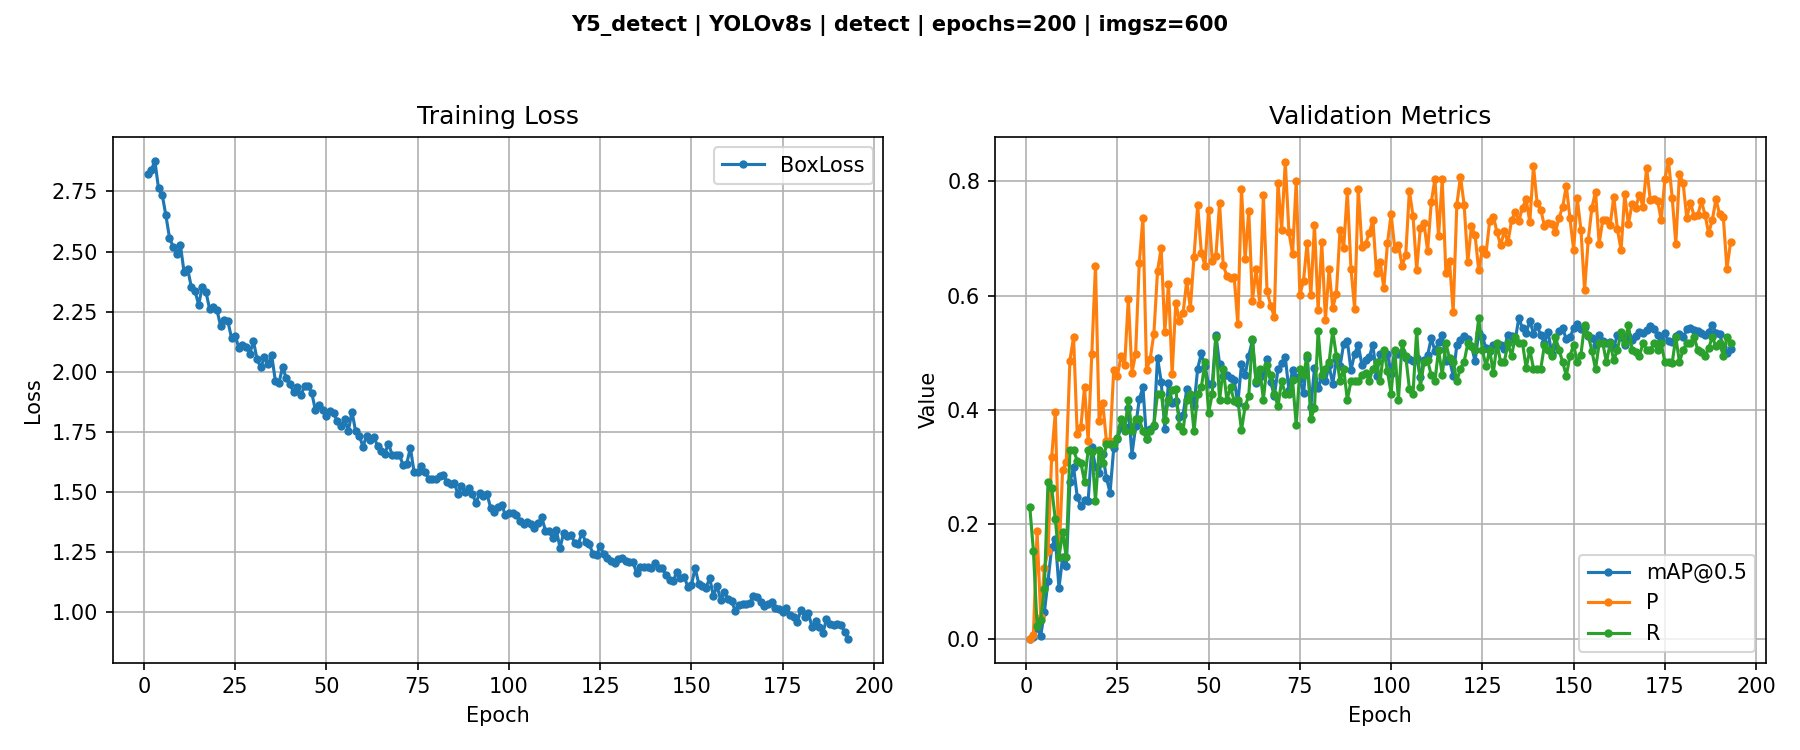 Y5_detect | YOLOv8s | detect | epochs=200 | imgsz=600
Training Loss
BoxLoss
2.75
2.50
2.25
2.00
1.75
1.50
1.25
1.00
Loss
0 25 50 75 100 125 150 175 200
Epoch
Validation Metrics
0.8
0.6
0.4
0.2
0.0
Value
mAP@0.5
P
R
0 25 50 75 100 125 150 175 200
Epoch